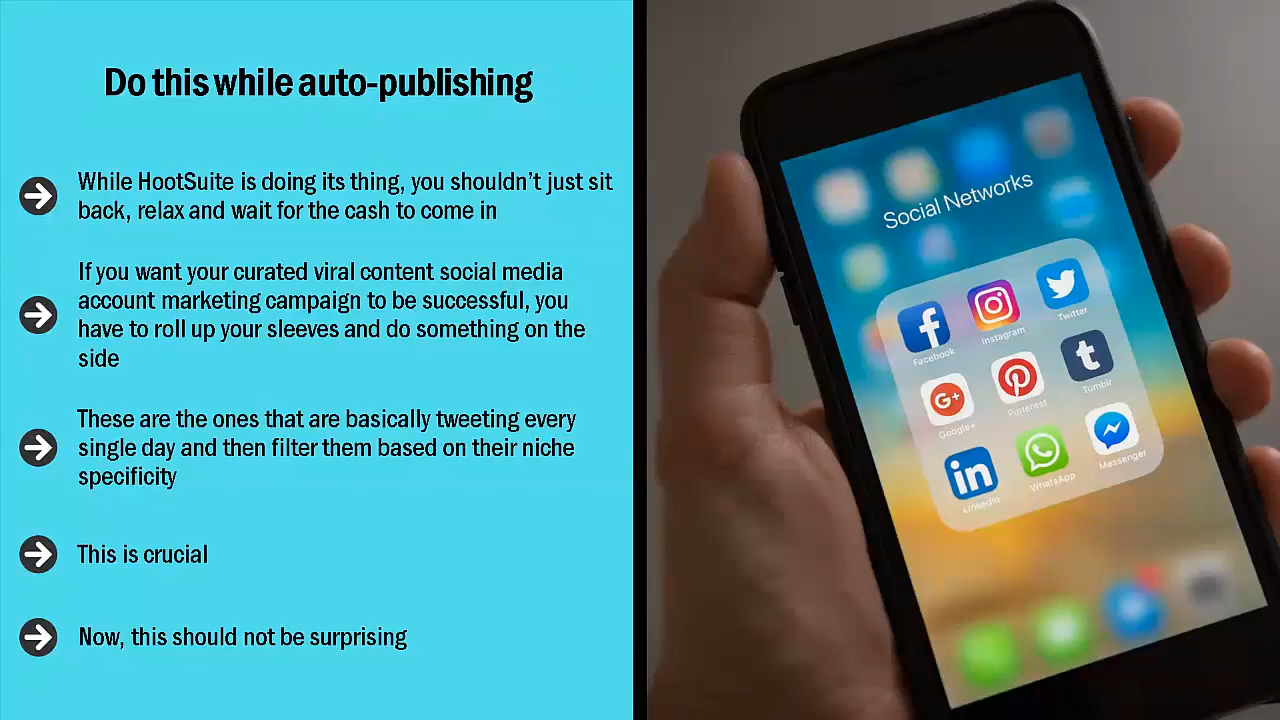 Do this while auto-publishing
While HootSuite is doing its thing, you shouldn't just sit
back, relax and wait for the cash to come in
If you want your curated viral content social media
account marketing campaign to be successful, you
have to roll up your sleeves and do something on the
side
These are the ones that are basically tweeting every
single day and then filter them based on their niche
specificity
This is crucial
Now, this should not be surprising
Social Networks
Facebook
Instagram
Twitter
G+
Google+
Pinterest
t
Tumblr
in
LinkedIn
WhatsApp
Messenger